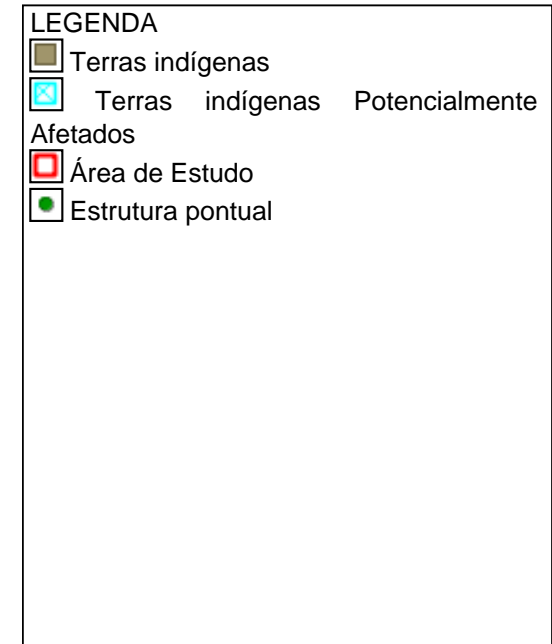 LEGENDA
Terras indígenas
Terras indígenas Potencialmente
Afetados
Área de Estudo
Estrutura pontual